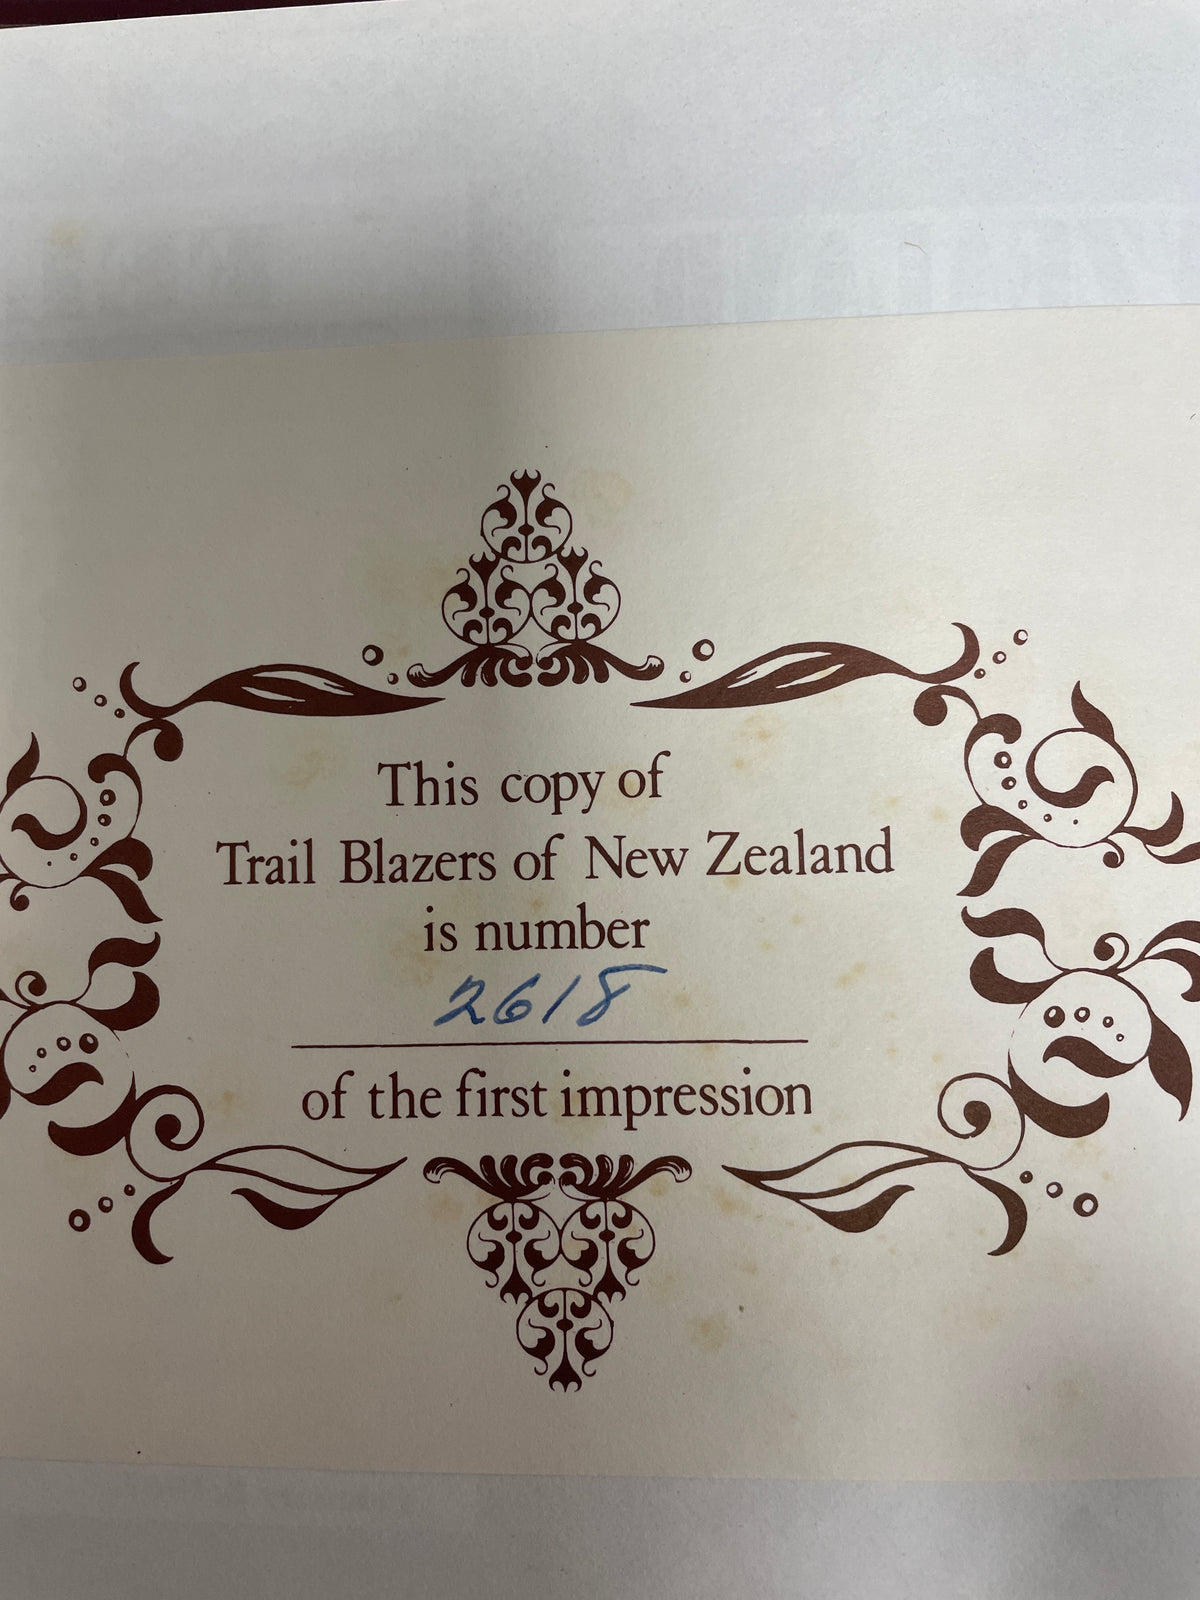 This copy of
Trail Blazers of New Zealand
is number
2618
of the first impression